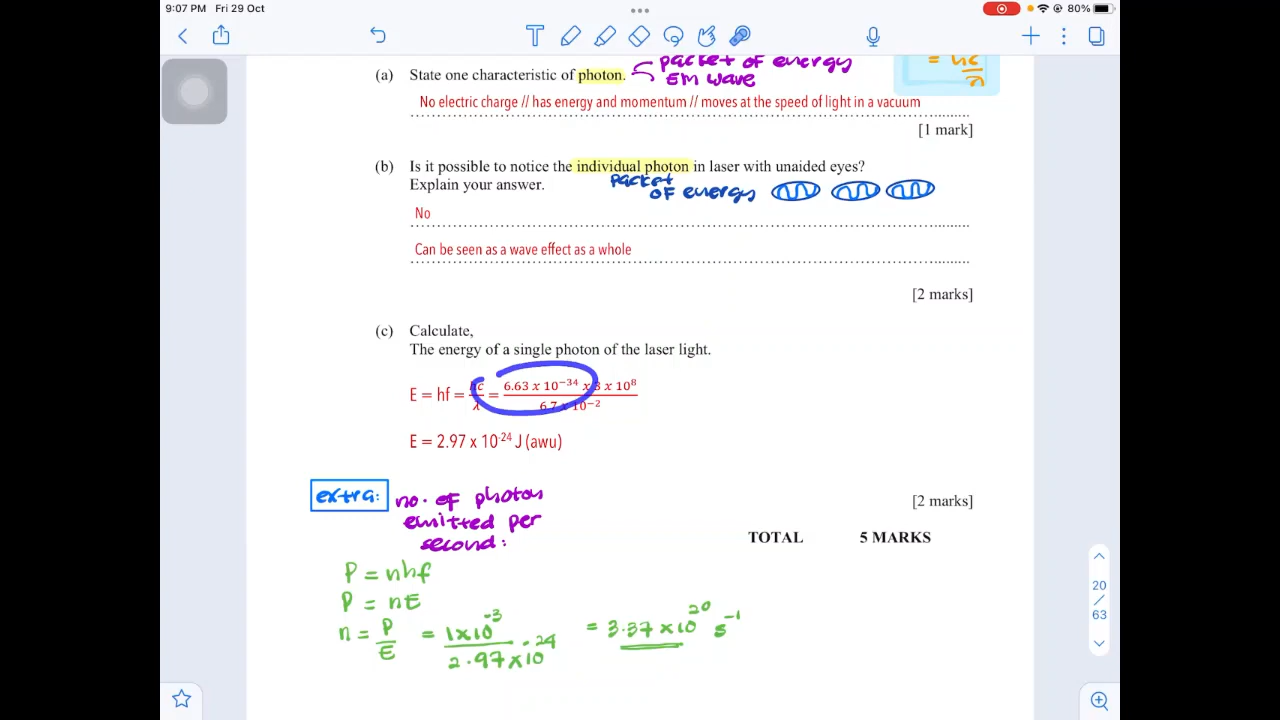 9:07 PM Fri 29 Oct
80%
= hc
λ
(a) State one characteristic of photon.
packet of energy
EM wave
No electric charge // has energy and momentum // moves at the speed of light in a vacuum
[1 mark]
(b) Is it possible to notice the individual photon in laser with unaided eyes?
Explain your answer.
packet
of energy
No
Can be seen as a wave effect as a whole
[2 marks]
(c) Calculate,
The energy of a single photon of the laser light.
E = hf = hc/λ = 6.63 x 10⁻³⁴ x 3 x 10⁸ / 6.7 x 10⁻²
E = 2.97 x 10⁻²⁴ J (awu)
extra: no. of photon
emitted per
second:
[2 marks]
TOTAL 5 MARKS
P = nhf
P = nE
n = P/E = 1x10⁻³ / 2.97x10⁻²⁴ = 3.37 x10²⁰ s⁻¹
20
/
63